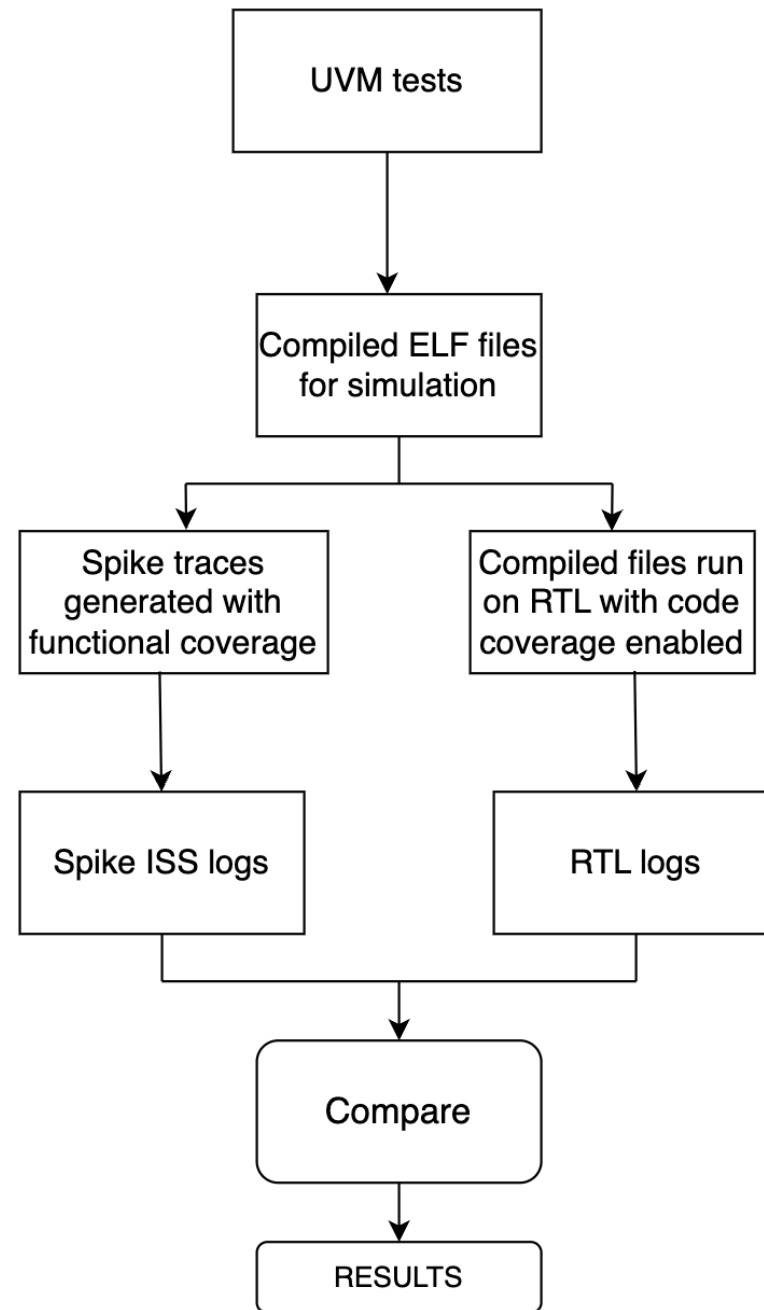 UVM tests
Compiled ELF files
for simulation
Spike traces
generated with
functional coverage
Compiled files run
on RTL with code
coverage enabled
Spike ISS logs
RTL logs
Compare
RESULTS